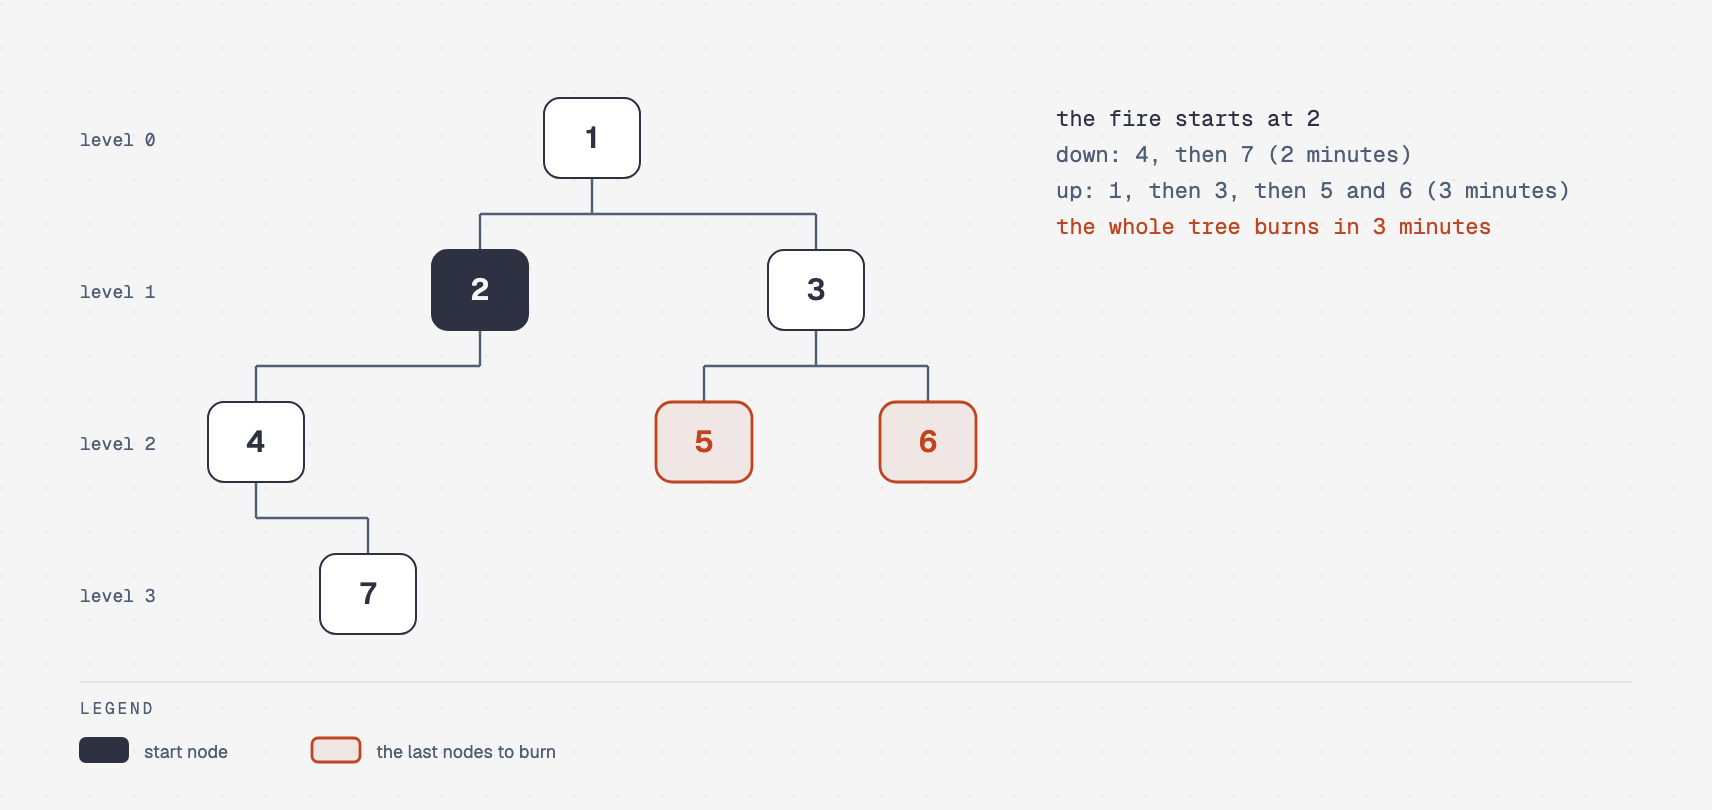 the fire starts at 2
down: 4, then 7 (2 minutes)
up: 1, then 3, then 5 and 6 (3 minutes)
the whole tree burns in 3 minutes
level 0
1
level 1
2
3
level 2
4
5
6
level 3
7
LEGEND
start node
the last nodes to burn